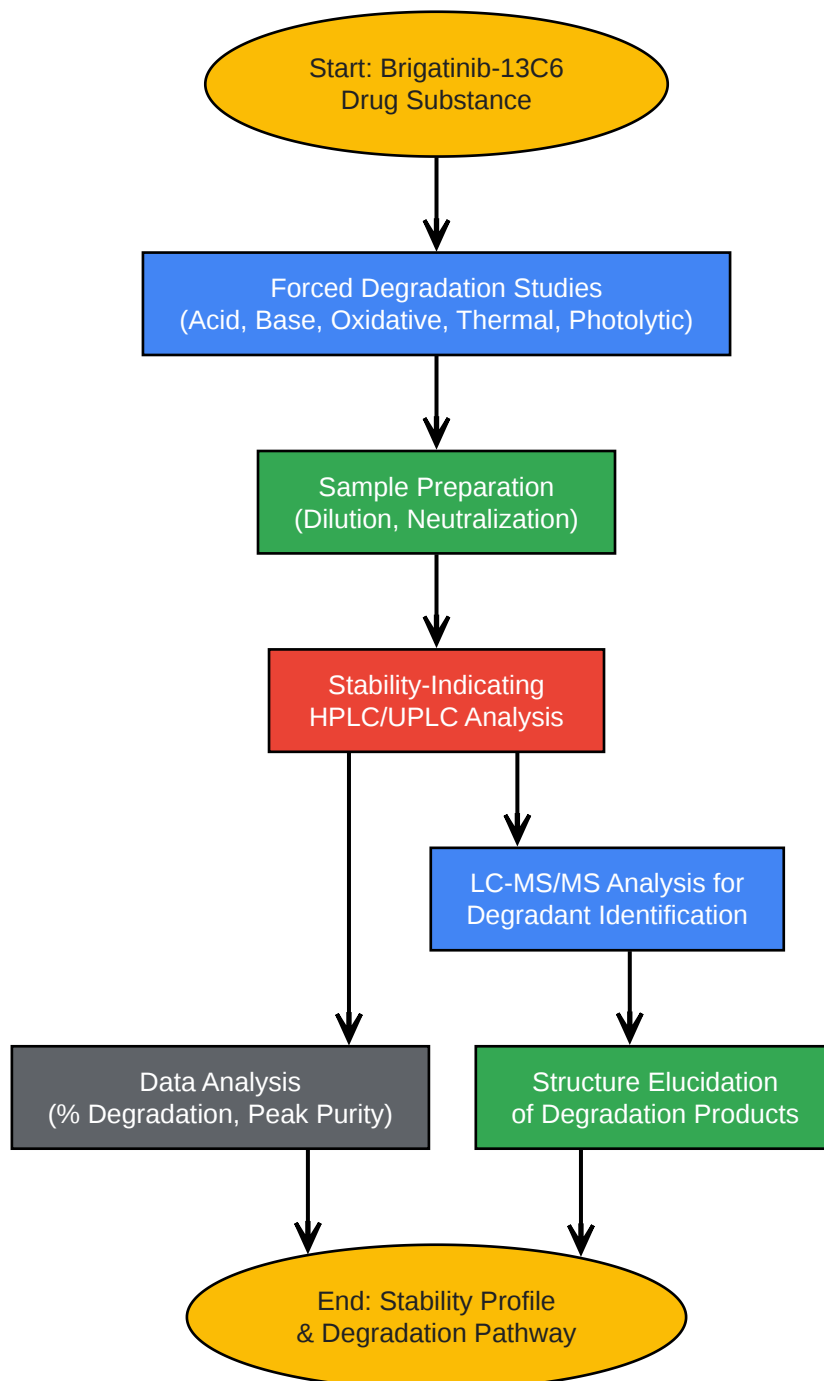 Start: Brigatinib-13C6
Drug Substance
Forced Degradation Studies
(Acid, Base, Oxidative, Thermal, Photolytic)
Sample Preparation
(Dilution, Neutralization)
Stability-Indicating
HPLC/UPLC Analysis
LC-MS/MS Analysis for
Degradant Identification
Data Analysis
(% Degradation, Peak Purity)
Structure Elucidation
of Degradation Products
End: Stability Profile
& Degradation Pathway